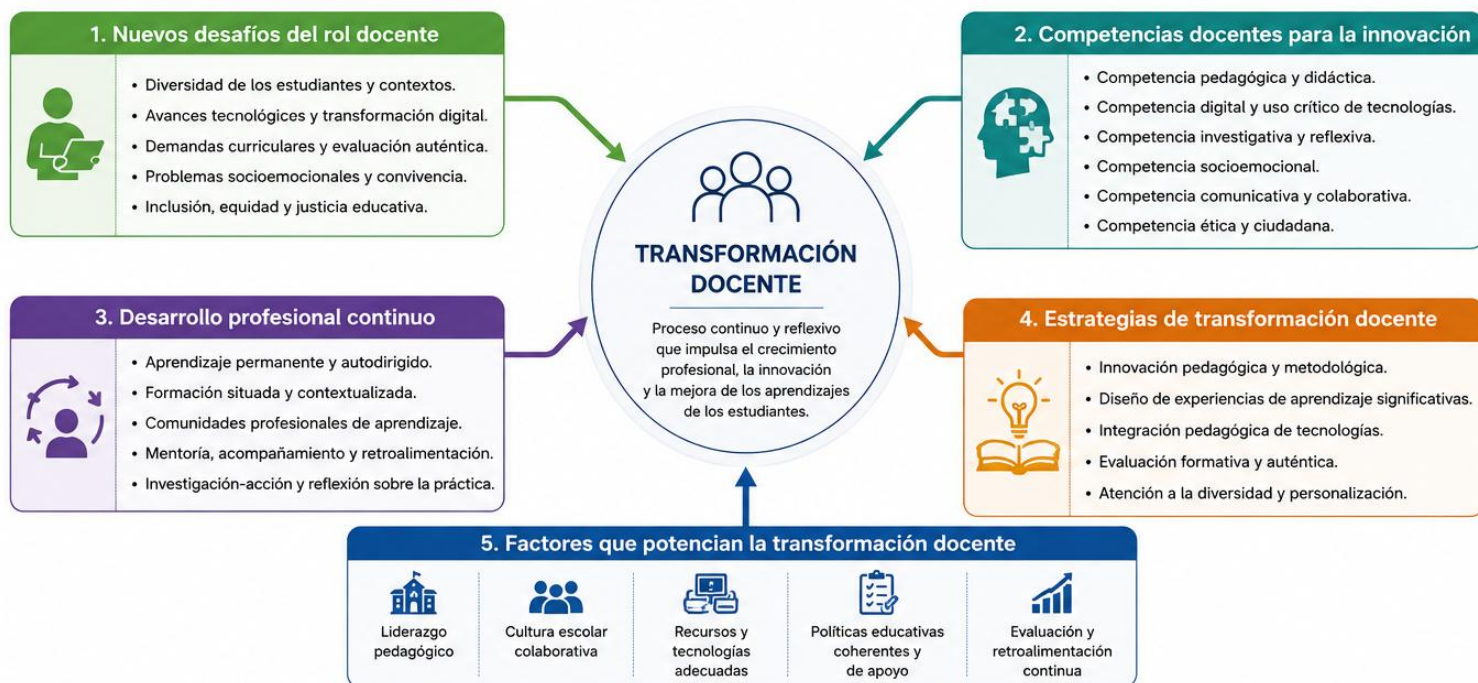 1. Nuevos desafíos del rol docente
• Diversidad de los estudiantes y contextos.
• Avances tecnológices y transformación digital.
• Demandas curriculares y evaluación auténtica.
• Problemas socioemocionales y convivencia.
• Inclusión, equidad y justicia educativa.
2. Competencias docentes para la innovación
• Competencia pedagógica y didáctica.
• Competencia digital y uso crítico de tecnologías.
• Competencia investigativa y reflexiva.
• Competencia socioemocional.
• Competencia comunicativa y colaborativa.
• Competencia ética y ciudadana.
TRANSFORMACIÓN
DOCENTE
Proceso continuo y reflexivo
que impulsa el crecimiento
profesional, la innovación
y la mejora de los aprendizajes
de los estudiantes.
3. Desarrollo profesional continuo
• Aprendizaje permanente y autodirigido.
• Formación situada y contextualizada.
• Comunidades profesionales de aprendizaje.
• Mentoría, acompañamiento y retroalimentación.
• Investigación-acción y reflexión sobre la práctica.
4. Estrategias de transformación docente
• Innovación pedagógica y metodológica.
• Diseño de experiencias de aprendizaje significativas.
• Integración pedagógica de tecnologías.
• Evaluación formativa y auténtica.
• Atención a la diversidad y personalización.
5. Factores que potencian la transformación docente
Liderazgo
pedagógico
Cultura escolar
colaborativa
Recursos y
tecnologías
adecuadas
Políticas educativas
coherentes y
de apoyo
Evaluación y
retroalimentación
continua